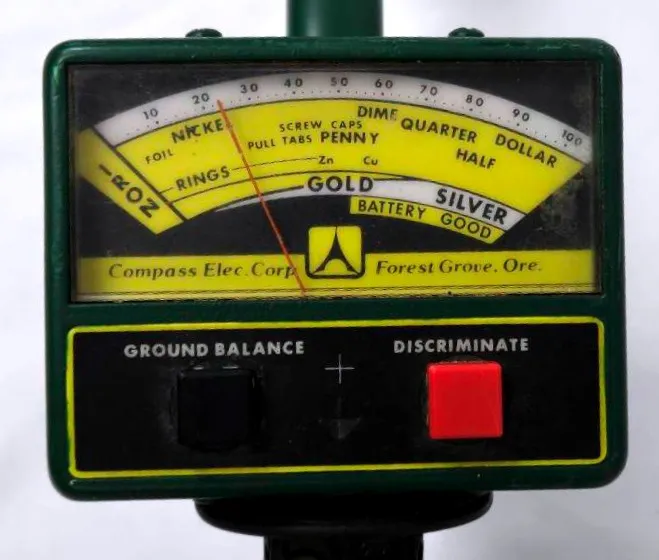 10 20 30 40 50 60 70 80 90 100
IRON FOIL NICKEL SCREW CAPS DIME QUARTER DOLLAR
PULL TABS PENNY HALF
RINGS Zn Cu
GOLD SILVER
BATTERY GOOD
Compass Elec. Corp. Forest Grove, Ore.
GROUND BALANCE DISCRIMINATE